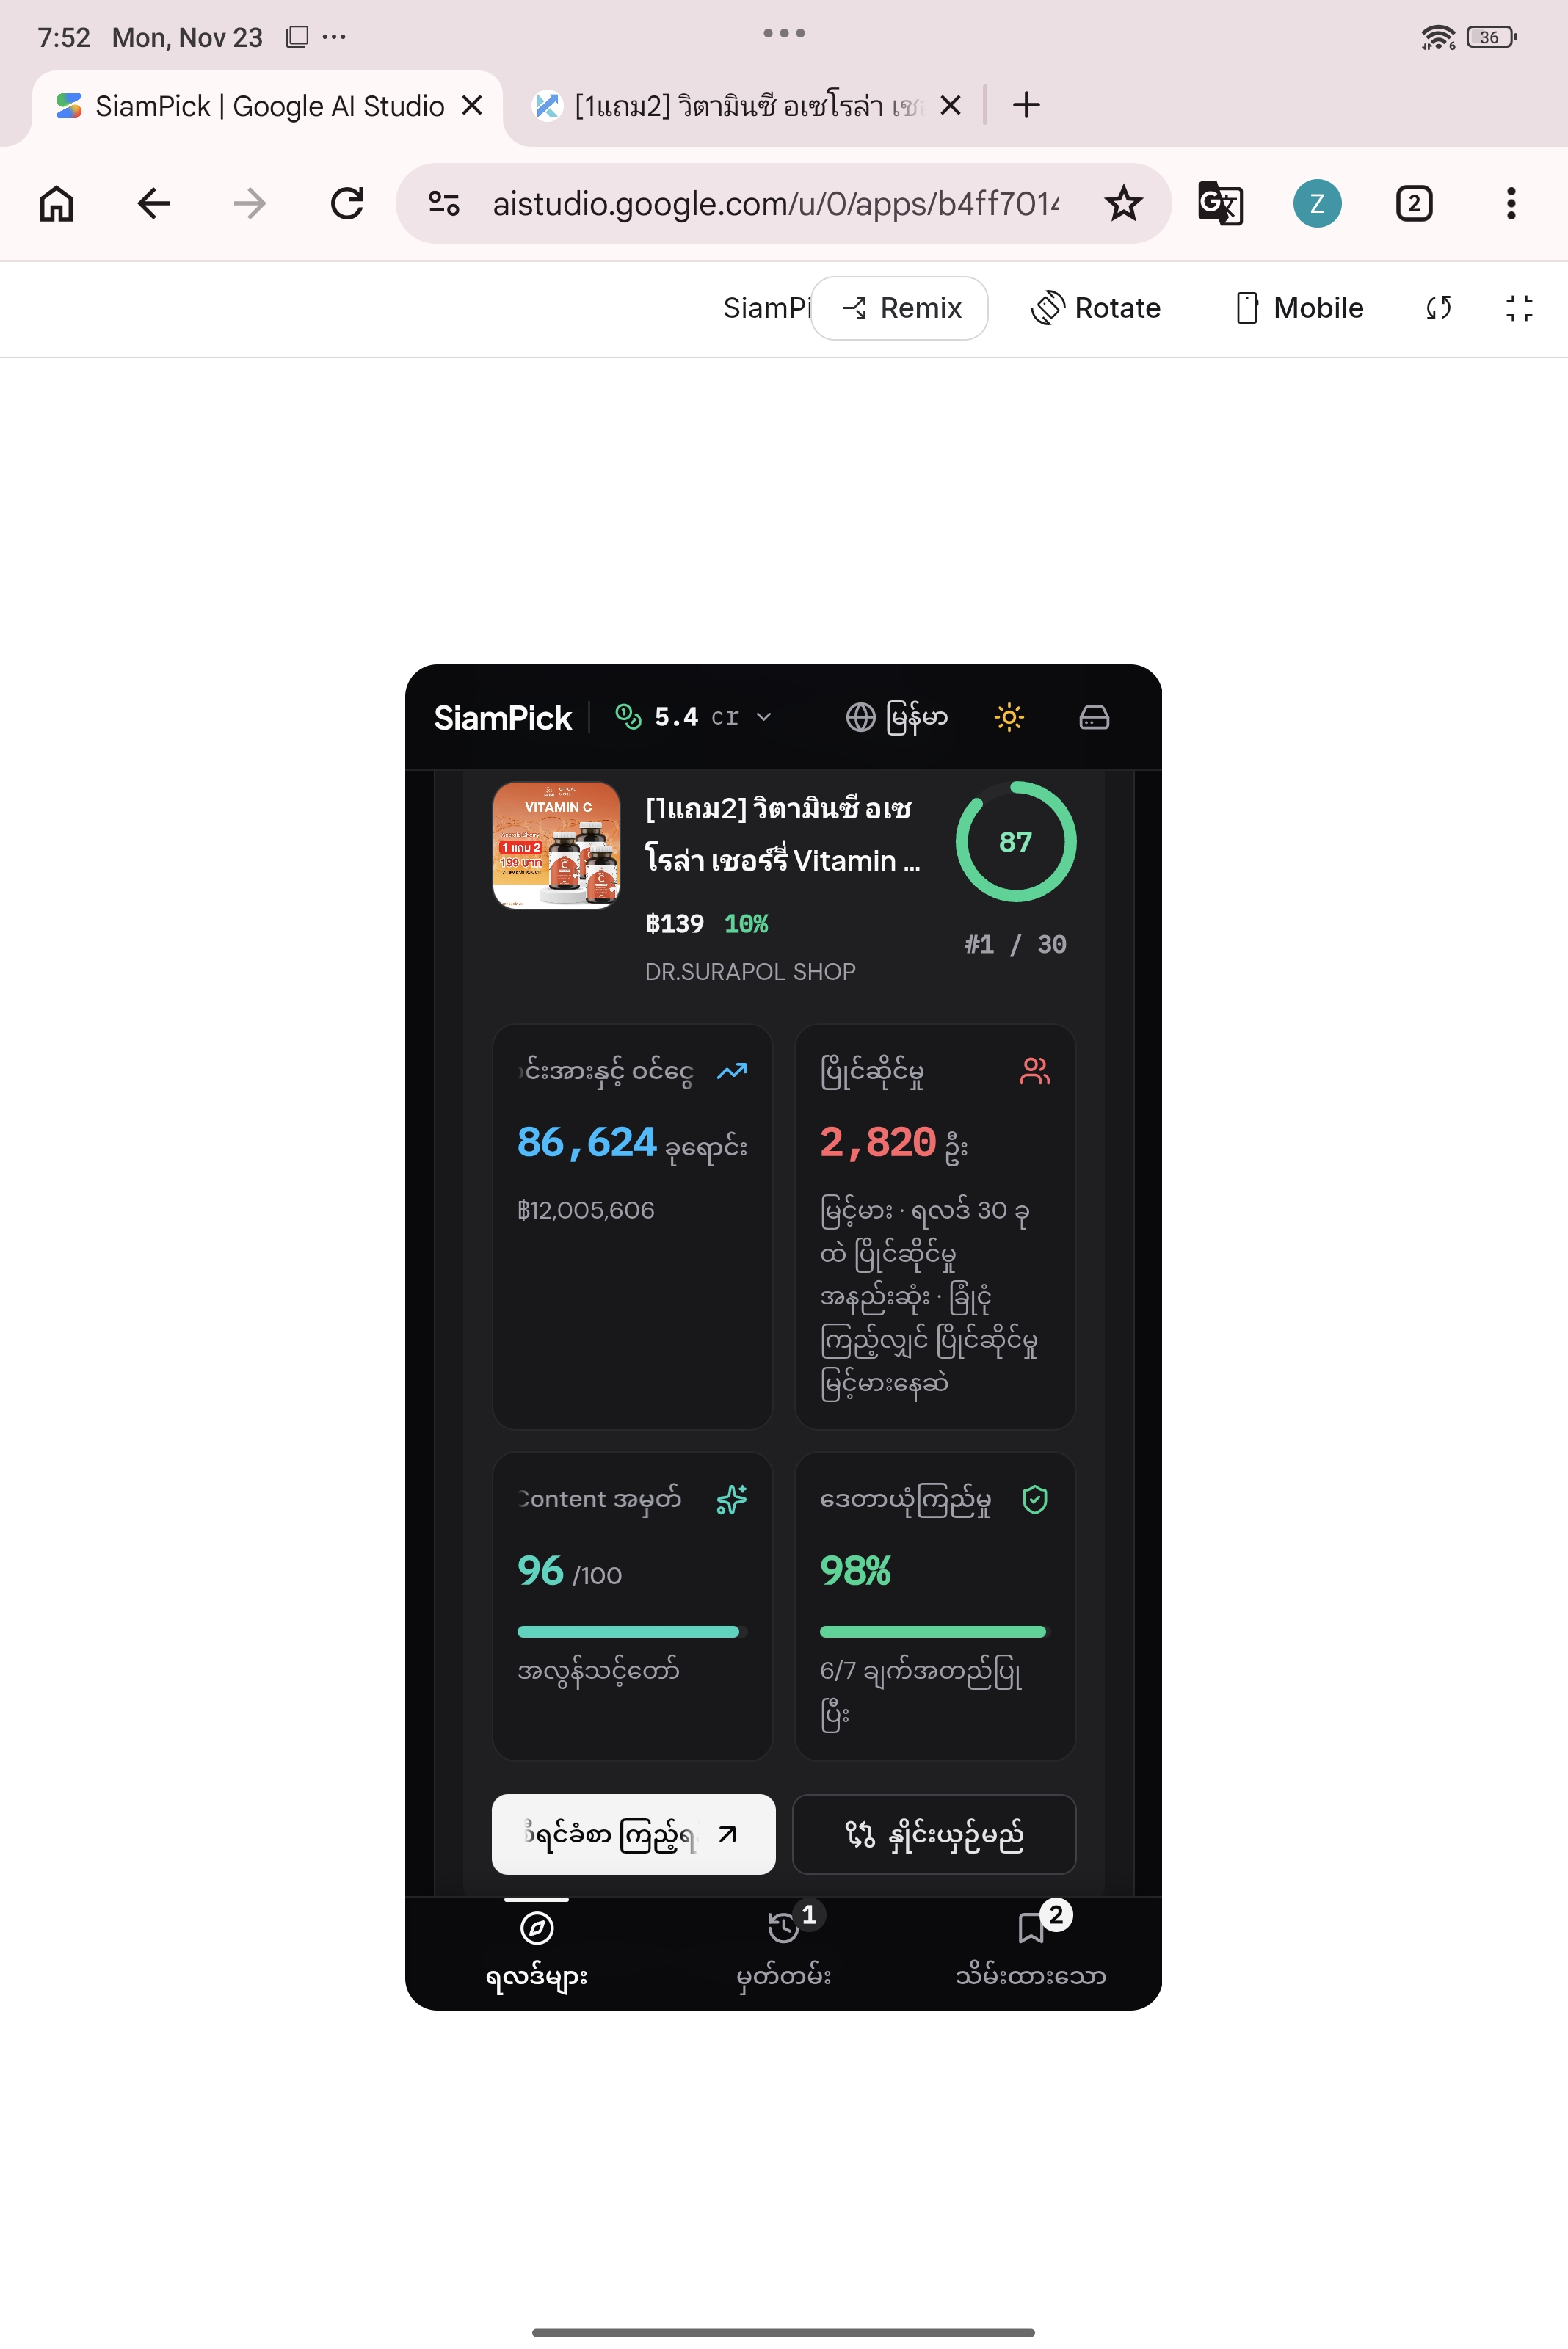 7:52 Mon, Nov 23 36
SiamPick | Google AI Studio
[1แถม2] วิตามินซี อเซโรล่า
aistudio.google.com/u/0/apps/b4ff7014
Z
2
SiamPi
Remix
Rotate
Mobile
SiamPick
5.4 cr
မြန်မာ
VITAMIN C
1 แถม 2
199 บาท
[1แถม2] วิตามินซี อเซ
โรล่า เชอร์รี่ Vitamin ...
฿139 10%
DR.SURAPOL SHOP
87
#1 / 30
င်းအားနှင့် ဝင်ငွေ
86,624 ခုရောင်း
฿12,005,606
ပြိုင်ဆိုင်မှု
2,820 ဦး
မြင့်မား · ရလဒ် 30 ခု
ထဲ ပြိုင်ဆိုင်မှု
အနည်းဆုံး · ခြုံငုံ
ကြည့်လျှင် ပြိုင်ဆိုင်မှု
မြင့်မားနေဆဲ
Content အမှတ်
96 /100
အလွန်သင့်တော်
ဒေတာယုံကြည်မှု
98%
6/7 ချက်အတည်ပြု
ပြီး
ရင်ခံစာ ကြည့်ရ
နှိုင်းယှဉ်မည်
ရလဒ်များ
1
မှတ်တမ်း
2
သိမ်းထားသော